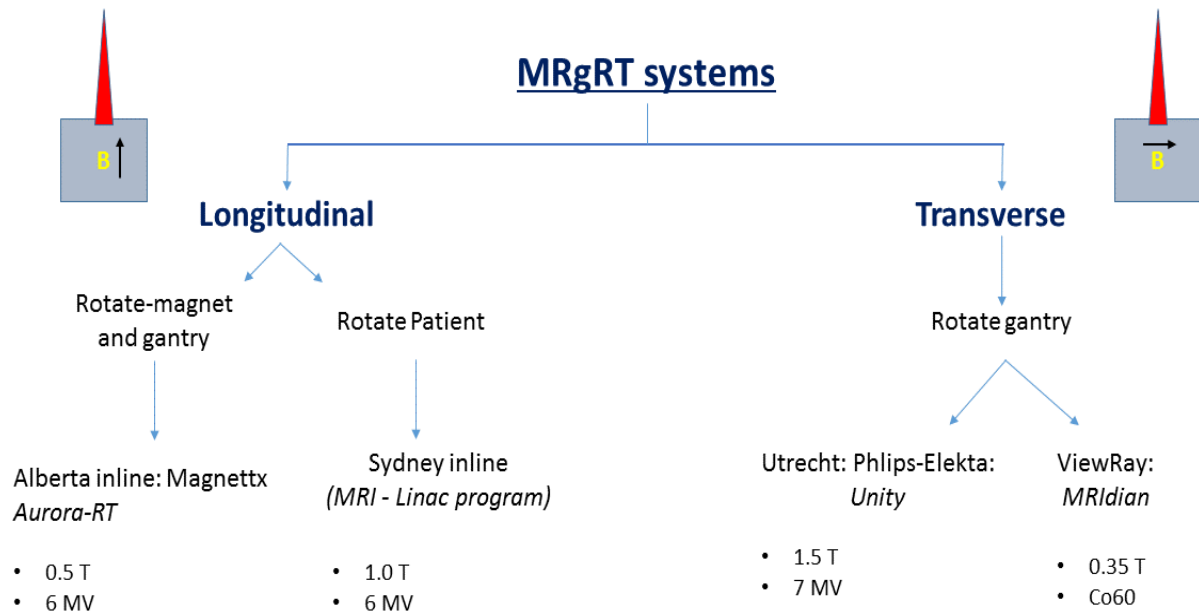 MRgRT systems
B
B
Longitudinal
Transverse
Rotate-magnet
and gantry
Rotate Patient
Rotate gantry
Alberta inline: Magnettx
Aurora-RT
• 0.5 T
• 6 MV
Sydney inline
(MRI - Linac program)
• 1.0 T
• 6 MV
Utrecht: Phlips-Elekta:
Unity
• 1.5 T
• 7 MV
ViewRay:
MRIdian
• 0.35 T
• Co60